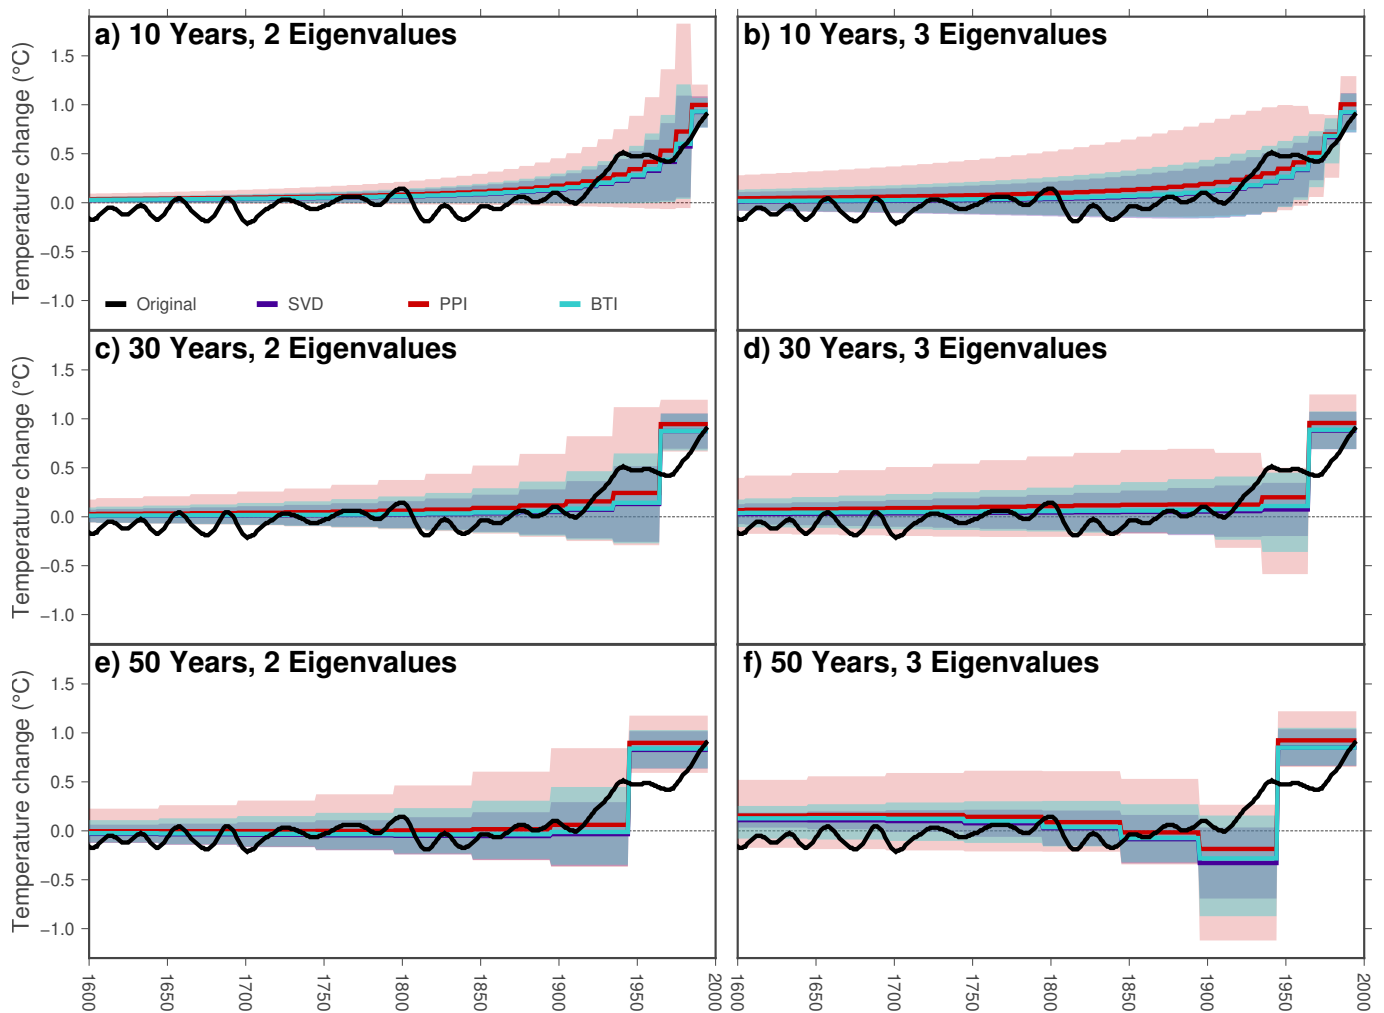 a) 10 Years, 2 Eigenvalues
b) 10 Years, 3 Eigenvalues
Temperature change (°C)
1.5
1.0
0.5
0.0
−0.5
−1.0
Original
SVD
PPI
BTI
c) 30 Years, 2 Eigenvalues
d) 30 Years, 3 Eigenvalues
Temperature change (°C)
1.5
1.0
0.5
0.0
−0.5
−1.0
e) 50 Years, 2 Eigenvalues
f) 50 Years, 3 Eigenvalues
Temperature change (°C)
1.5
1.0
0.5
0.0
−0.5
−1.0
1600
1650
1700
1750
1800
1850
1900
1950
2000
1600
1650
1700
1750
1800
1850
1900
1950
2000